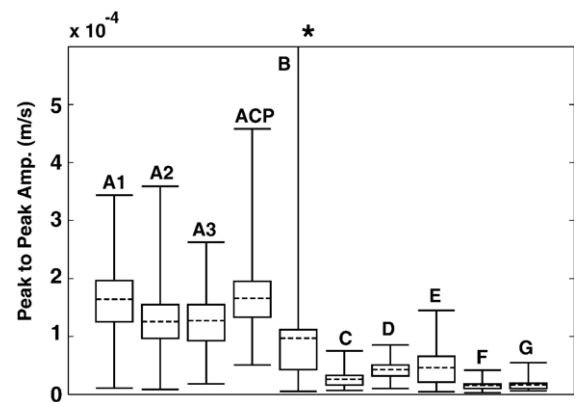 x 10⁻⁴
*
B
ACP
A1
A2
A3
C
D
E
F
G
5
4
3
2
1
0
Peak to Peak Amp. (m/s)